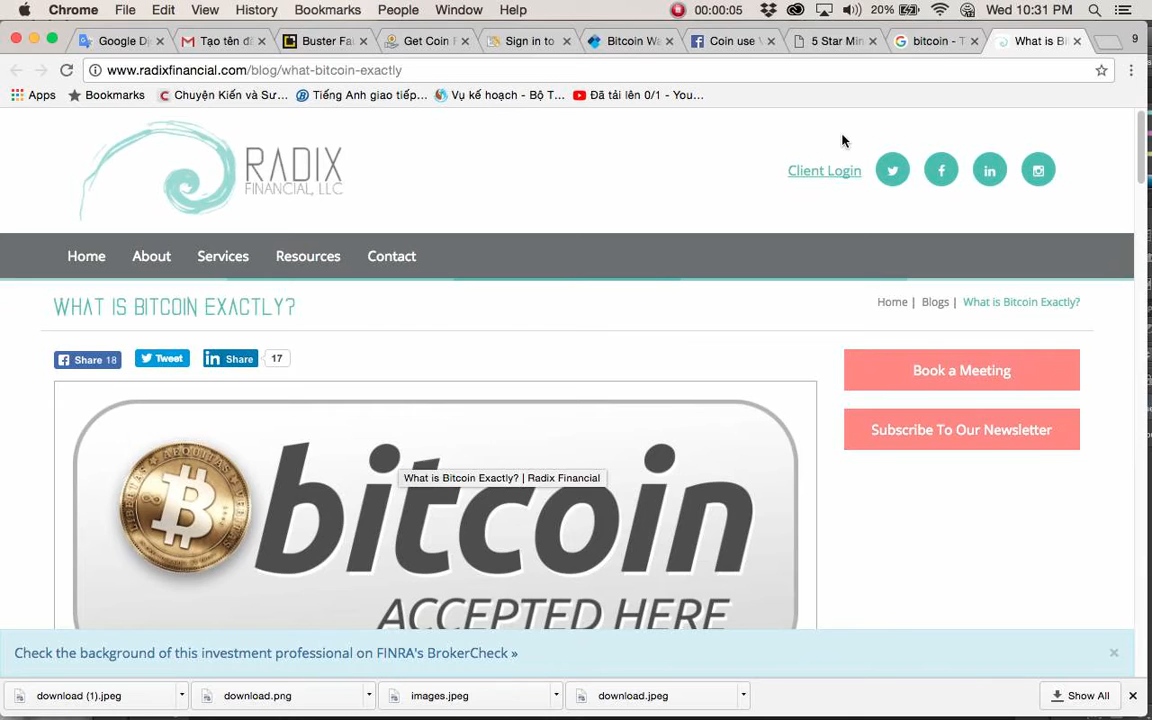 Chrome File Edit View History Bookmarks People Window Help 00:00:05 20% Wed 10:31 PM
Google D Tạo tên đ Buster Fa Get Coin F Sign in to Bitcoin Wa Coin use V 5 Star Min bitcoin - T What is Bi 9
www.radixfinancial.com/blog/what-bitcoin-exactly
Apps Bookmarks Chuyện Kiến và Sư... Tiếng Anh giao tiếp... Vụ kế hoạch - Bộ T... Đã tải lên 0/1 - You...
RADIX
FINANCIAL, LLC
Client Login
Home About Services Resources Contact
WHAT IS BITCOIN EXACTLY?
Home | Blogs | What is Bitcoin Exactly?
Share 18 Tweet in Share 17
Book a Meeting
Subscribe To Our Newsletter
bitcoin
What is Bitcoin Exactly? | Radix Financial
ACCEPTED HERE
Check the background of this investment professional on FINRA's BrokerCheck »
download (1).jpeg download.png images.jpeg download.jpeg Show All